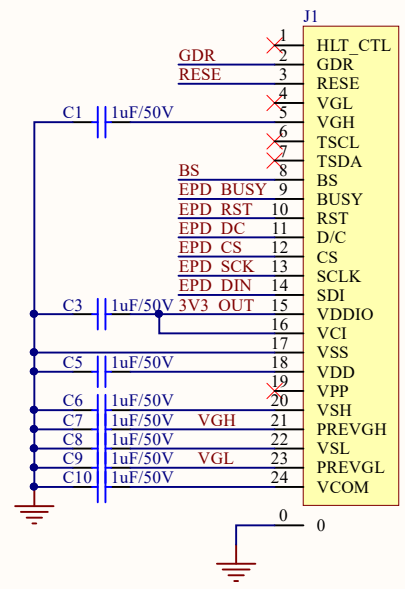 J1
1 HLT_CTL
GDR 2 GDR
RESE 3 RESE
4 VGL
C1 1uF/50V 5 VGH
6 TSCL
7 TSDA
BS 8 BS
EPD_BUSY 9 BUSY
EPD_RST 10 RST
EPD_DC 11 D/C
EPD_CS 12 CS
EPD_SCK 13 SCLK
EPD_DIN 14 SDI
C3 1uF/50V 3V3_OUT 15 VDDIO
16 VCI
17 VSS
C5 1uF/50V 18 VDD
19 VPP
C6 1uF/50V 20 VSH
C7 1uF/50V VGH 21 PREVGH
C8 1uF/50V 22 VSL
C9 1uF/50V VGL 23 PREVGL
C10 1uF/50V 24 VCOM
0 0